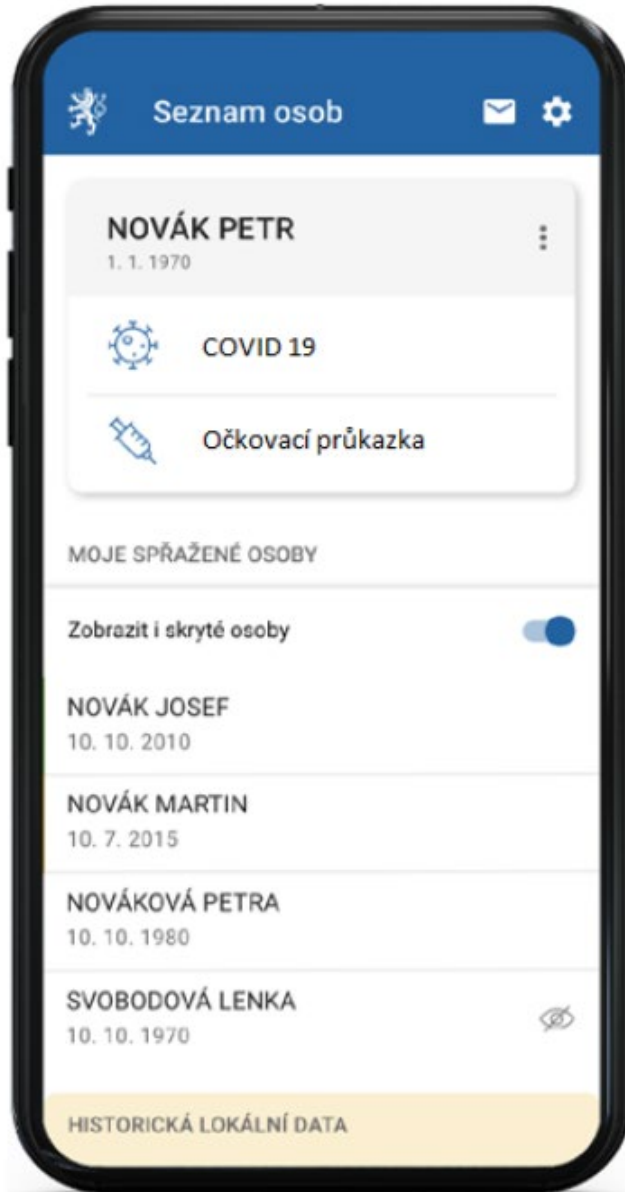 Seznam osob
NOVÁK PETR
1. 1. 1970
COVID 19
Očkovací průkazka
MOJE SPŘAŽENÉ OSOBY
Zobrazit i skryté osoby
NOVÁK JOSEF
10. 10. 2010
NOVÁK MARTIN
10. 7. 2015
NOVÁKOVÁ PETRA
10. 10. 1980
SVOBODOVÁ LENKA
10. 10. 1970
HISTORICKÁ LOKÁLNÍ DATA